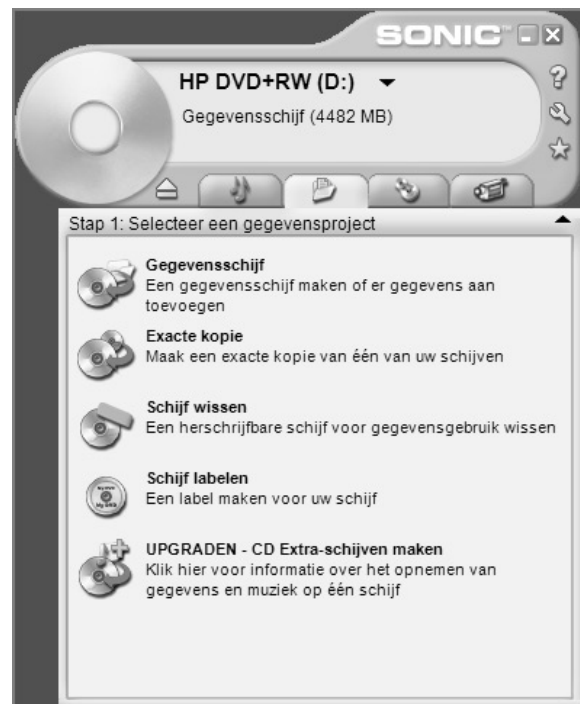 SONIC™
HP DVD+RW (D:)
Gegevensschijf (4482 MB)
Stap 1: Selecteer een gegevensproject
Gegevensschijf
Een gegevensschijf maken of er gegevens aan
toevoegen
Exacte kopie
Maak een exacte kopie van één van uw schijven
Schijf wissen
Een herschrijfbare schijf voor gegevensgebruik wissen
Schijf labelen
Een label maken voor uw schijf
UPGRADEN - CD Extra-schijven maken
Klik hier voor informatie over het opnemen van
gegevens en muziek op één schijf